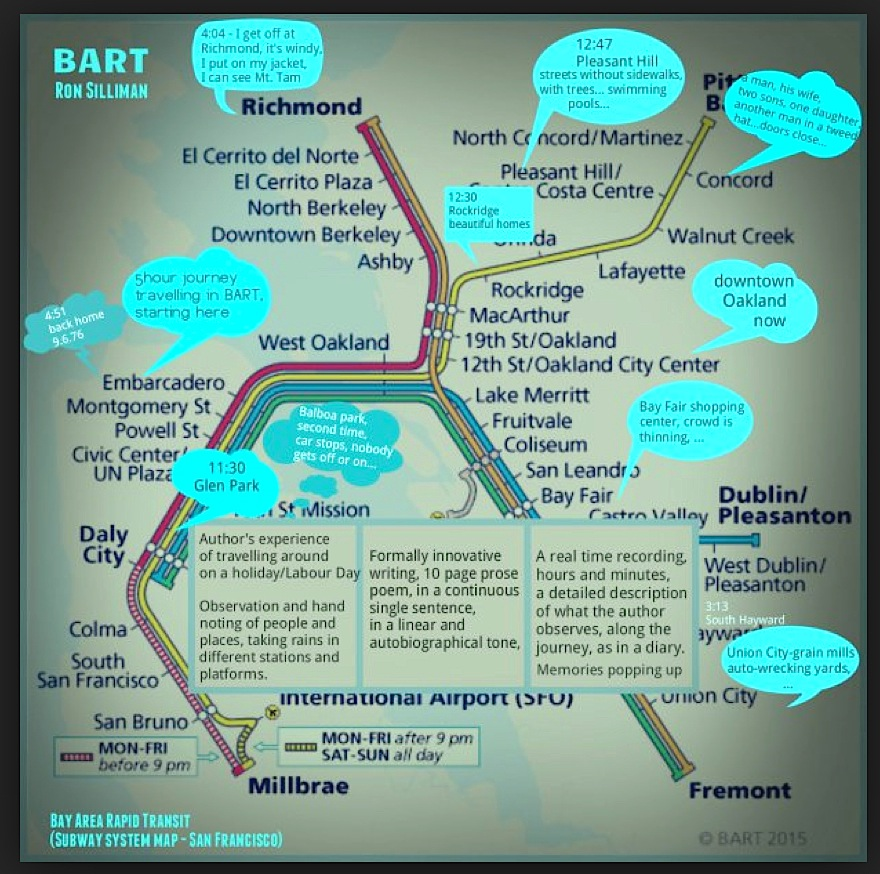 BART
RON SILLIMAN
4:04 - I get off at
Richmond, it's windy,
I put on my jacket,
I can see Mt. Tam
12:47
Pleasant Hill
streets without sidewalks,
with trees... swimming
pools...
a man, his wife,
two sons, one daughter,
another man in a tweed
hat...doors close...
Richmond
El Cerrito del Norte
El Cerrito Plaza
North Berkeley
Downtown Berkeley
Ashby
North Concord/Martinez
Pleasant Hill/
Costa Centre
Concord
12:30
Rockridge
beautiful homes
Walnut Creek
Lafayette
Rockridge
MacArthur
19th St/Oakland
12th St/Oakland City Center
downtown
Oakland
now
5hour journey
travelling in BART,
starting here
4:51
back home
9.6.76
West Oakland
Embarcadero
Montgomery St
Powell St
Civic Center/
UN Plaza
Lake Merritt
Fruitvale
Coliseum
San Leandro
Bay Fair
Castro Valley
Bay Fair shopping
center, crowd is
thinning, ...
Balboa park,
second time,
car stops, nobody
gets off or on...
11:30
Glen Park
St Mission
Dublin/
Pleasanton
West Dublin/
Pleasanton
Daly
City
Author's experience
of travelling around
on a holiday/Labour Day
Observation and hand
noting of people and
places, taking rains in
different stations and
platforms.
Formally innovative
writing, 10 page prose
poem, in a continuous
single sentence,
in a linear and
autobiographical tone,
A real time recording,
hours and minutes,
a detailed description
of what the author
observes, along the
journey, as in a diary.
Memories popping up
3:13
South Hayward
Union City-grain mills
auto-wrecking yards,
...
Colma
South
San Francisco
San Bruno
International Airport (SFO)
Union City
MON-FRI
before 9 pm
MON-FRI after 9 pm
SAT-SUN all day
Millbrae
Fremont
BAY AREA RAPID TRANSIT
(SUBWAY SYSTEM MAP - SAN FRANCISCO)
© BART 2015